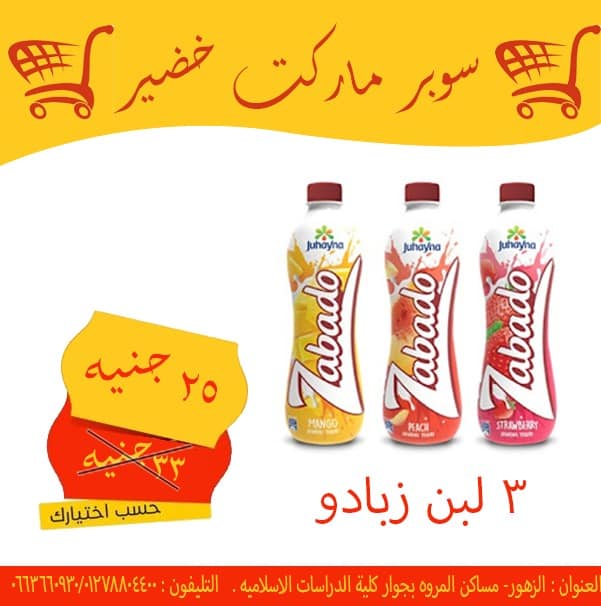 سوبر ماركت خضير
Juhayna
Zabado
MANGO
Juhayna
Zabado
PEACH
Juhayna
Zabado
STRAWBERRY
٢٥ جنيه
٣٣ جنيه
حسب اختيارك
٣ لبن زبادو
العنوان : الزهور- مساكن المروه بجوار كلية الدراسات الاسلاميه . التليفون : ٠٦٦٣٦٦٠٩٣٠/٠١٢٧٨٨٠٤٤٠٠